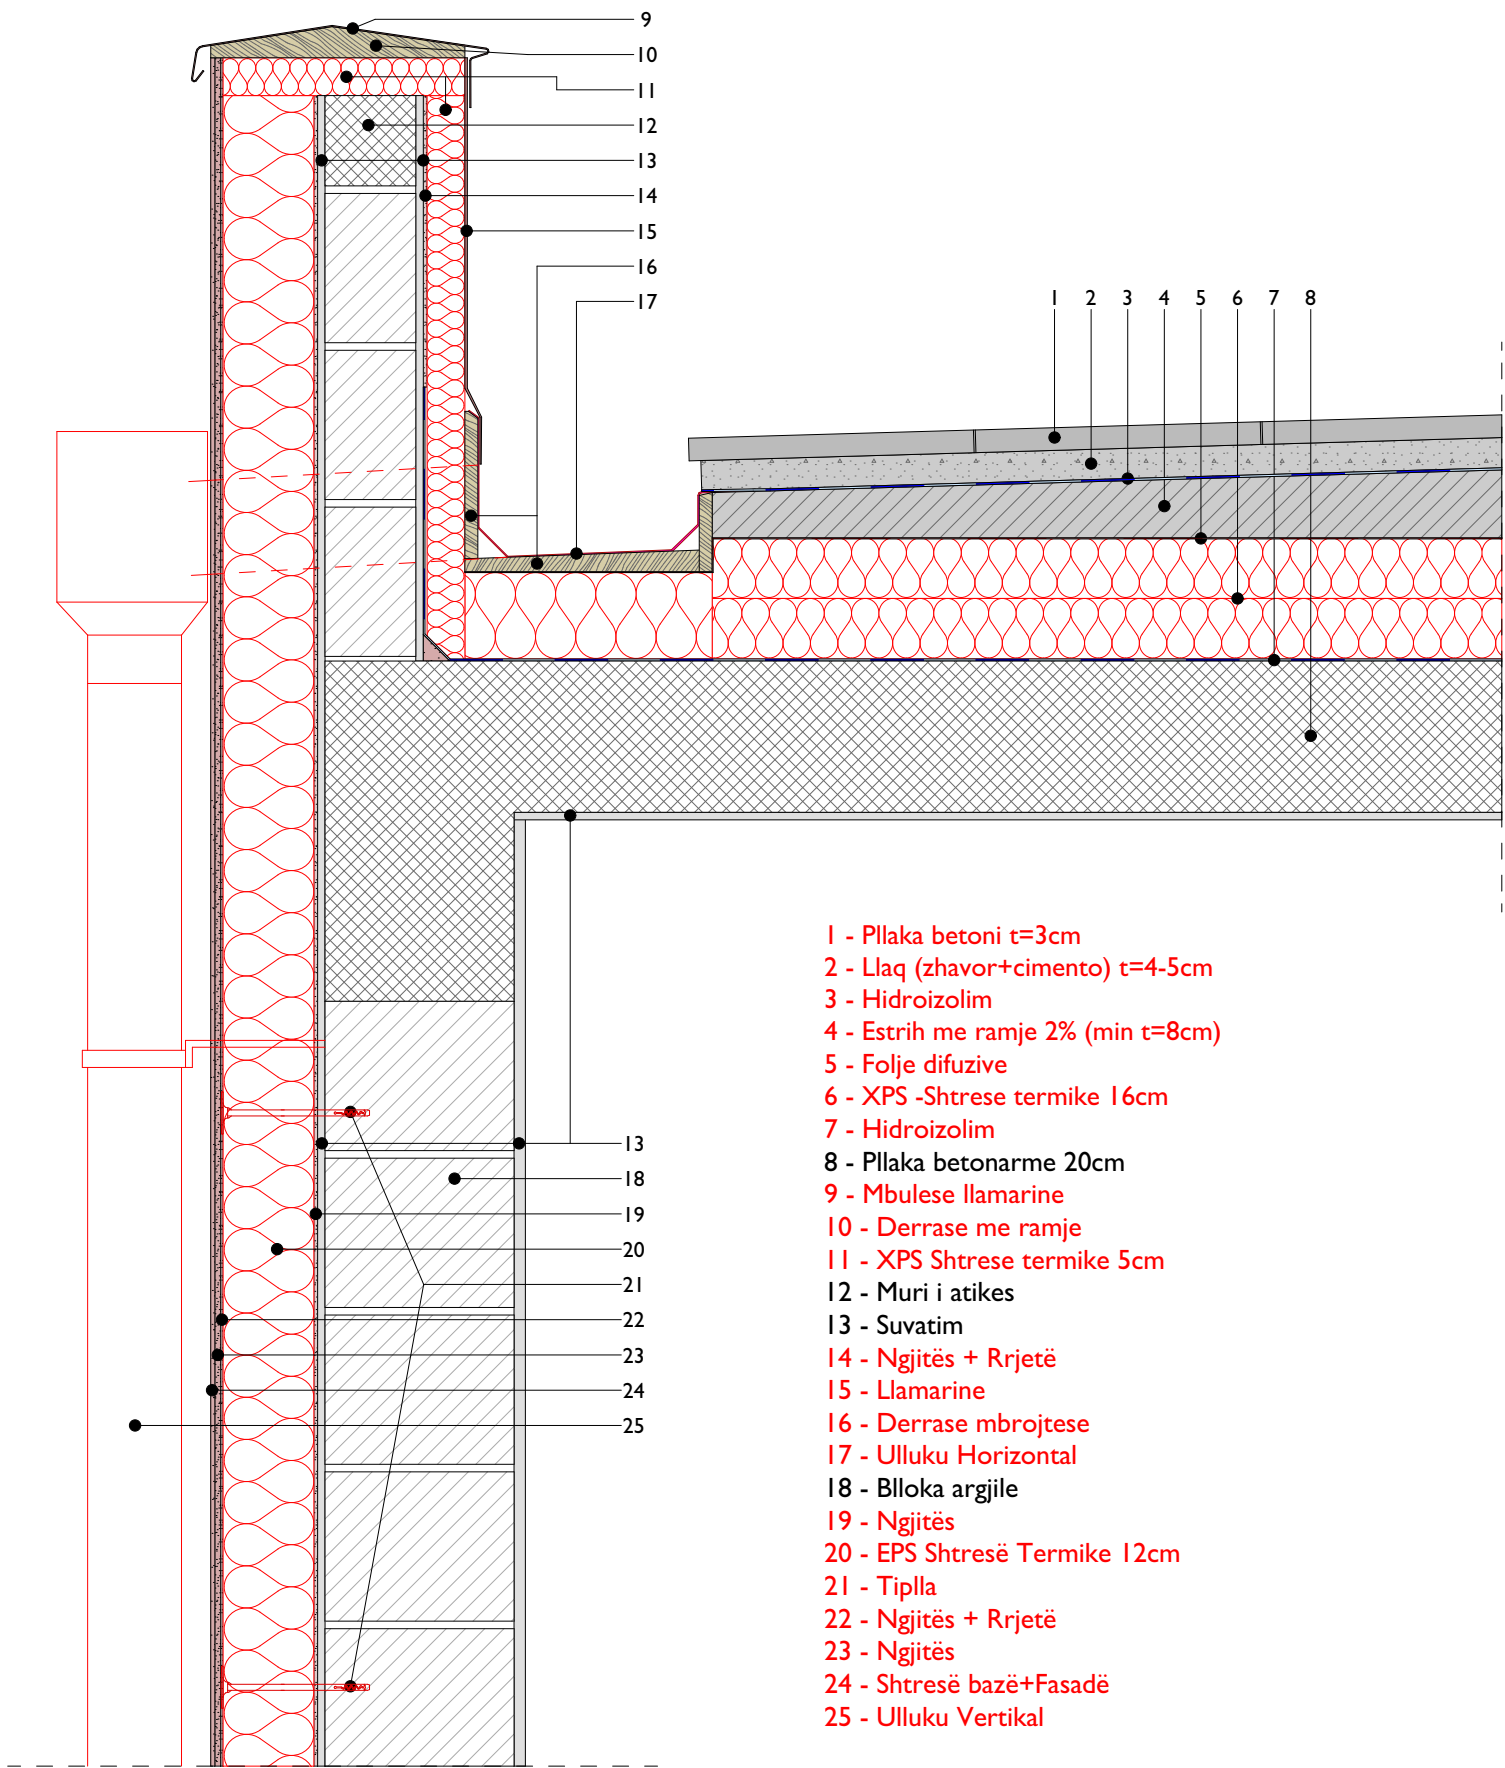 9
10
11
12
13
14
15
16
17
1 2 3 4 5 6 7 8
13
18
19
20
21
22
23
24
25
1 - Pllaka betoni t=3cm
2 - Llaq (zhavor+cimento) t=4-5cm
3 - Hidroizolim
4 - Estrih me ramje 2% (min t=8cm)
5 - Folje difuzive
6 - XPS -Shtrese termike 16cm
7 - Hidroizolim
8 - Pllaka betonarme 20cm
9 - Mbulese llamarine
10 - Derrase me ramje
11 - XPS Shtrese termike 5cm
12 - Muri i atikes
13 - Suvatim
14 - Ngjitës + Rrjetë
15 - Llamarine
16 - Derrase mbrojtese
17 - Ulluku Horizontal
18 - Blloka argjile
19 - Ngjitës
20 - EPS Shtresë Termike 12cm
21 - Tiplla
22 - Ngjitës + Rrjetë
23 - Ngjitës
24 - Shtresë bazë+Fasadë
25 - Ulluku Vertikal